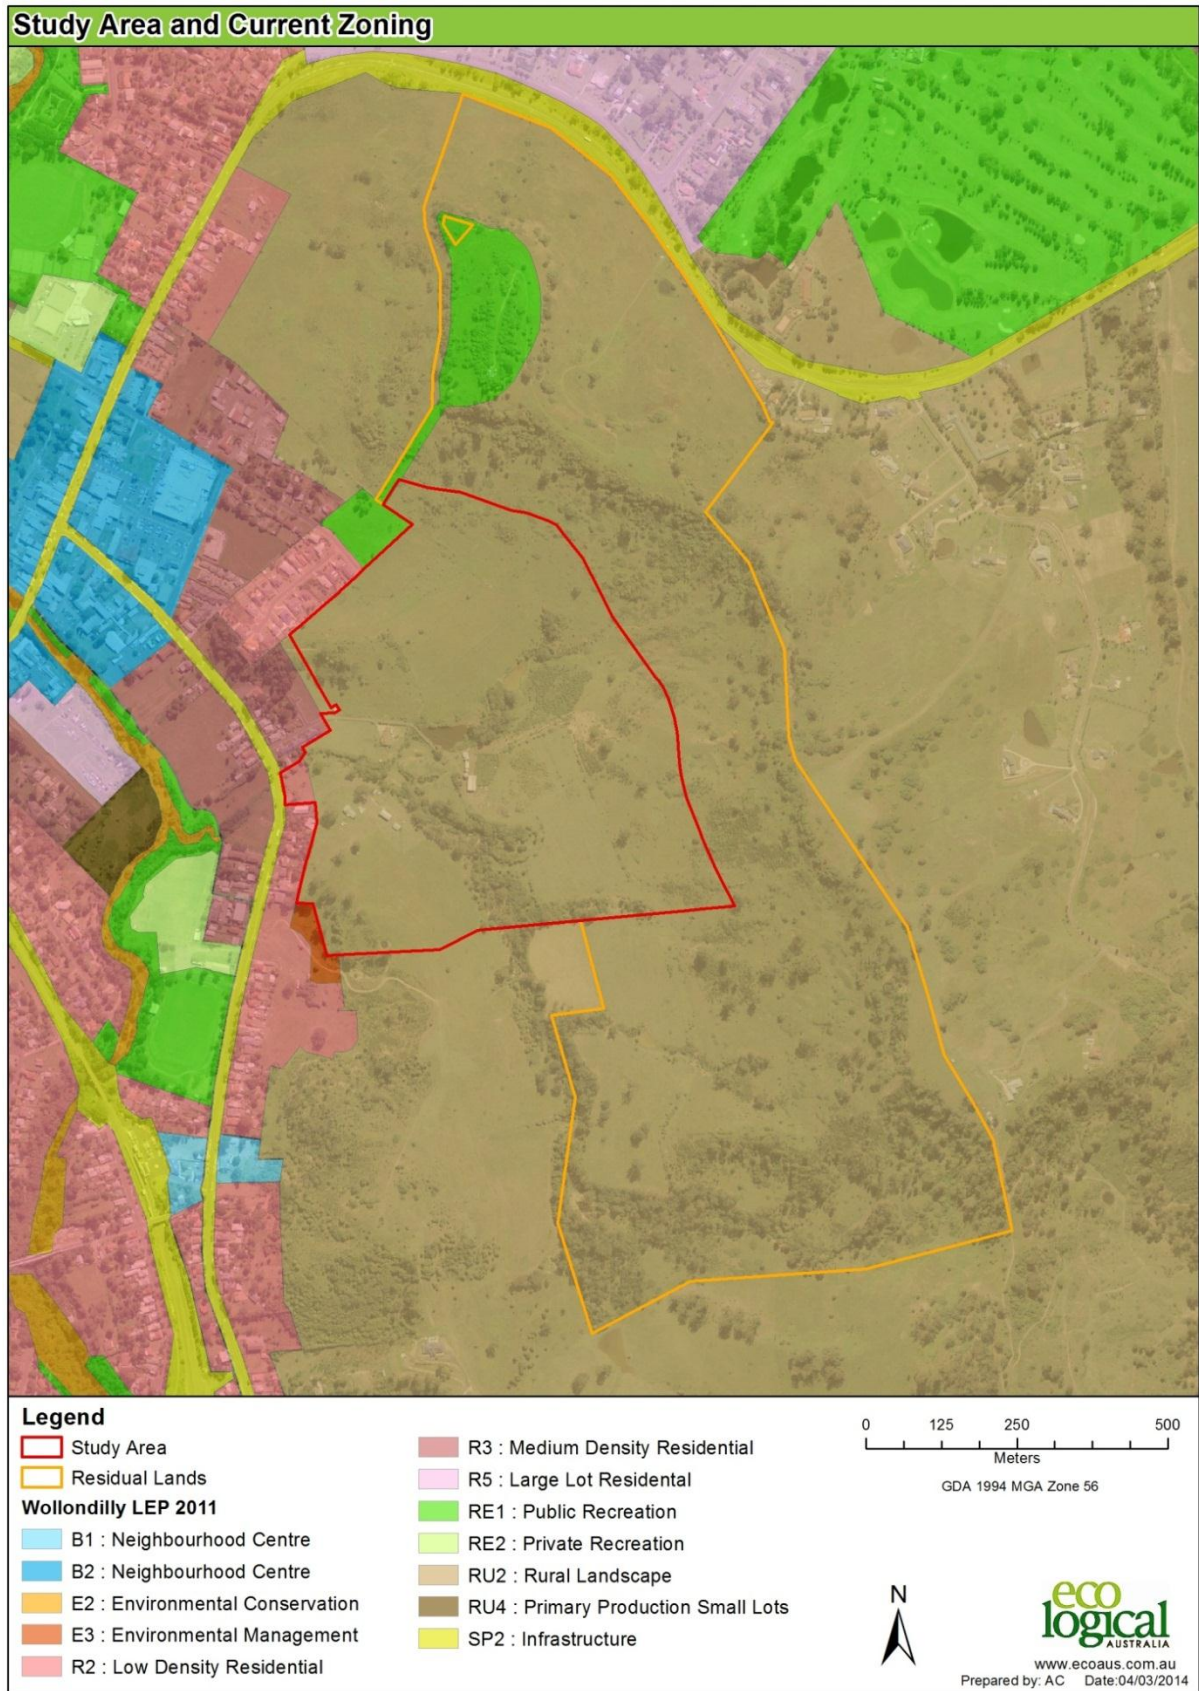 Study Area and Current Zoning
Legend
Study Area
Residual Lands
Wollondilly LEP 2011
B1 : Neighbourhood Centre
B2 : Neighbourhood Centre
E2 : Environmental Conservation
E3 : Environmental Management
R2 : Low Density Residential
R3 : Medium Density Residential
R5 : Large Lot Residental
RE1 : Public Recreation
RE2 : Private Recreation
RU2 : Rural Landscape
RU4 : Primary Production Small Lots
SP2 : Infrastructure
0 125 250 500
Meters
GDA 1994 MGA Zone 56
N
eco
logical
AUSTRALIA
www.ecoaus.com.au
Prepared by: AC Date:04/03/2014